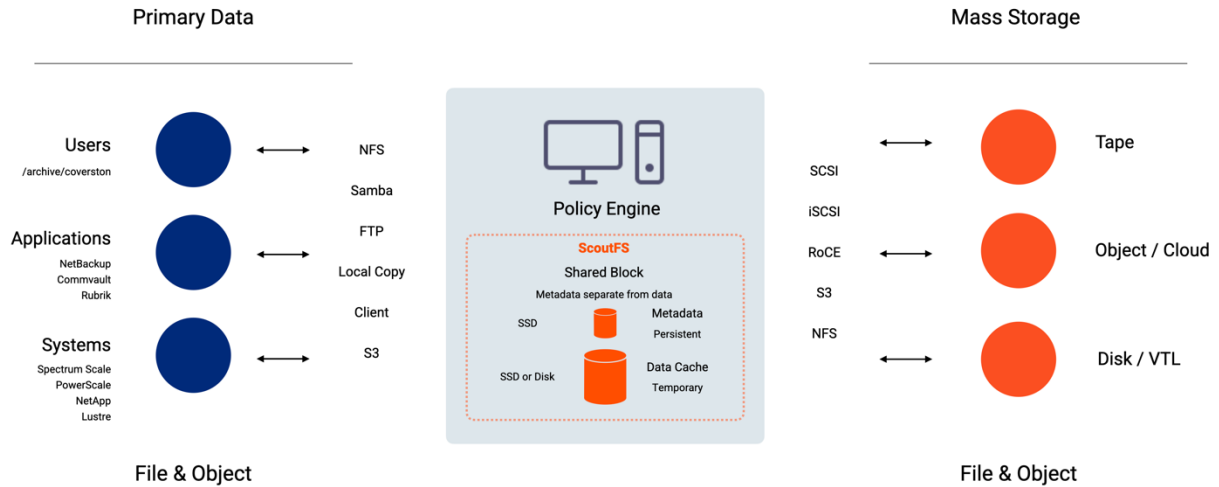 Primary Data
Users
/archive/coverston
Applications
NetBackup
Commvault
Rubrik
Systems
Spectrum Scale
PowerScale
NetApp
Lustre
NFS
Samba
FTP
Local Copy
Client
S3
File & Object
Policy Engine
ScoutFS
Shared Block
Metadata separate from data
SSD
Metadata
Persistent
SSD or Disk
Data Cache
Temporary
Mass Storage
SCSI
iSCSI
RoCE
S3
NFS
Tape
Object / Cloud
Disk / VTL
File & Object